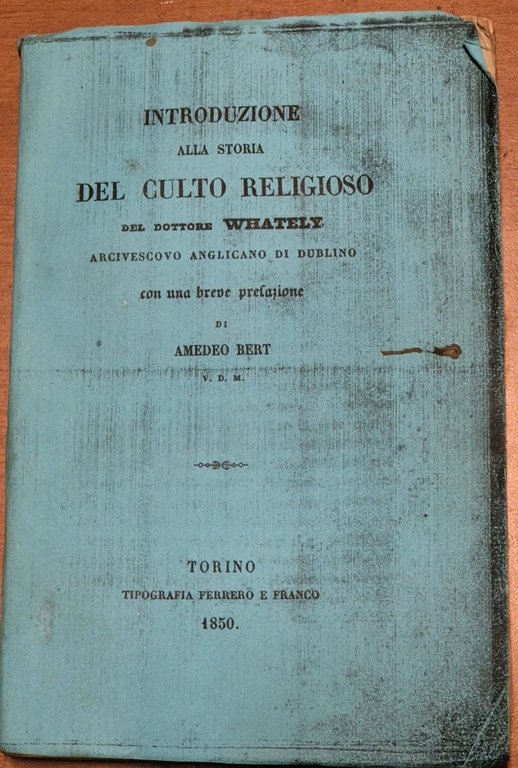 INTRODUZIONE
ALLA STORIA
DEL CULTO RELIGIOSO
DEL DOTTORE WHATELY
ARCIVESCOVO ANGLICANO DI DUBLINO
con una breve prefazione
DI
AMEDEO BERT
V. D. M.
TORINO
TIPOGRAFIA FERRERO E FRANCO
1850.